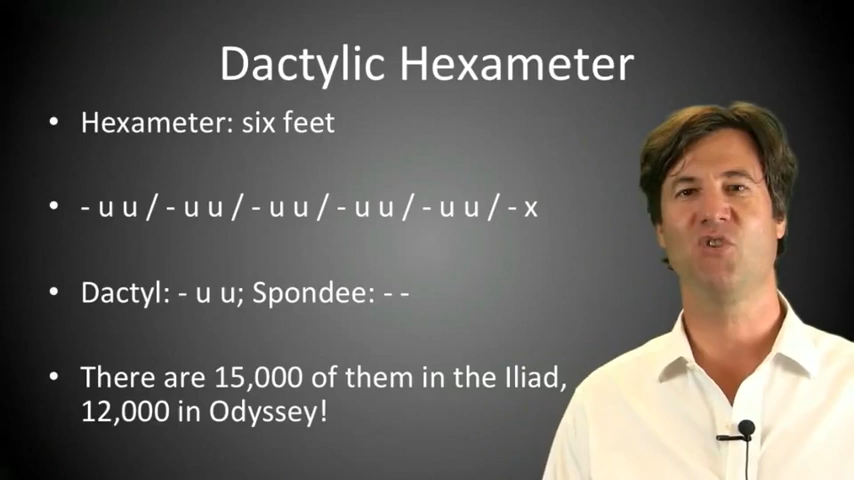 Dactylic Hexameter
• Hexameter: six feet
• - u u / - u u / - u u / - u u / - u u / - x
• Dactyl: - u u; Spondee: - -
• There are 15,000 of them in the Iliad,
12,000 in Odyssey!